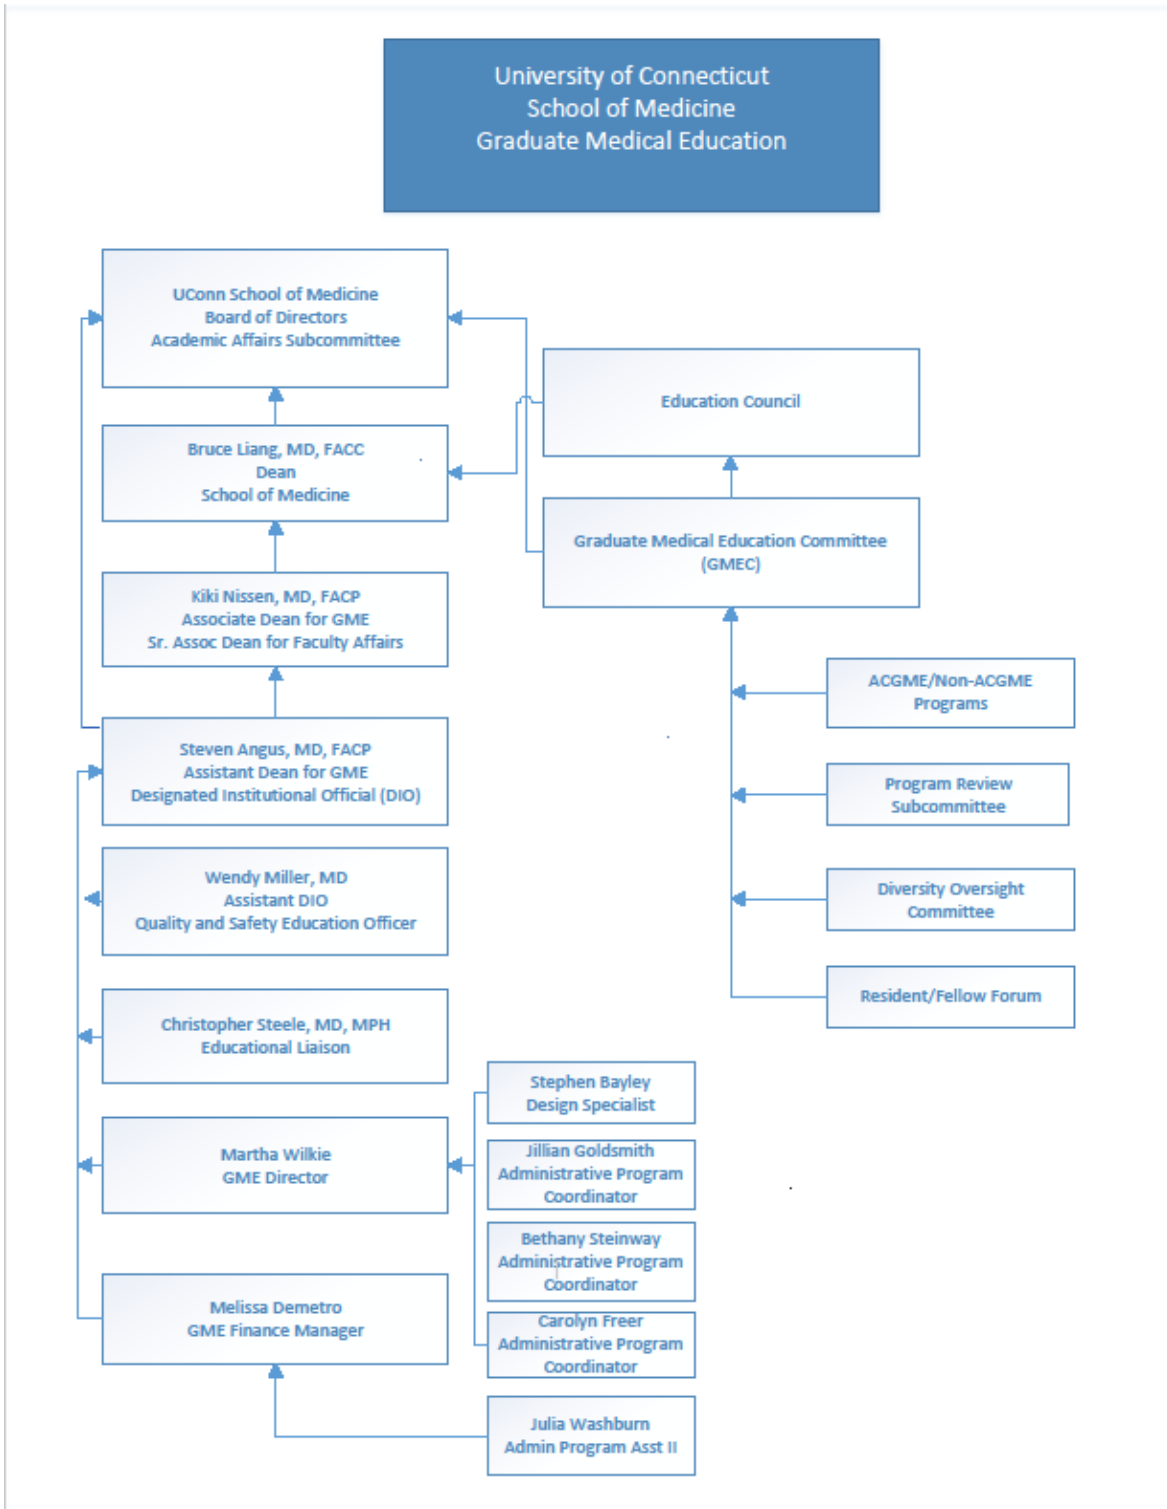 University of Connecticut
School of Medicine
Graduate Medical Education
UConn School of Medicine
Board of Directors
Academic Affairs Subcommittee
Education Council
Bruce Liang, MD, FACC
Dean
School of Medicine
Graduate Medical Education Committee
(GMEC)
Kiki Nissen, MD, FACP
Associate Dean for GME
Sr. Assoc Dean for Faculty Affairs
ACGME/Non-ACGME
Programs
Steven Angus, MD, FACP
Assistant Dean for GME
Designated Institutional Official (DIO)
Program Review
Subcommittee
Wendy Miller, MD
Assistant DIO
Quality and Safety Education Officer
Diversity Oversight
Committee
Resident/Fellow Forum
Christopher Steele, MD, MPH
Educational Liaison
Stephen Bayley
Design Specialist
Martha Wilkie
GME Director
Jillian Goldsmith
Administrative Program
Coordinator
Bethany Steinway
Administrative Program
Coordinator
Melissa Demetro
GME Finance Manager
Carolyn Freer
Administrative Program
Coordinator
Julia Washburn
Admin Program Asst II